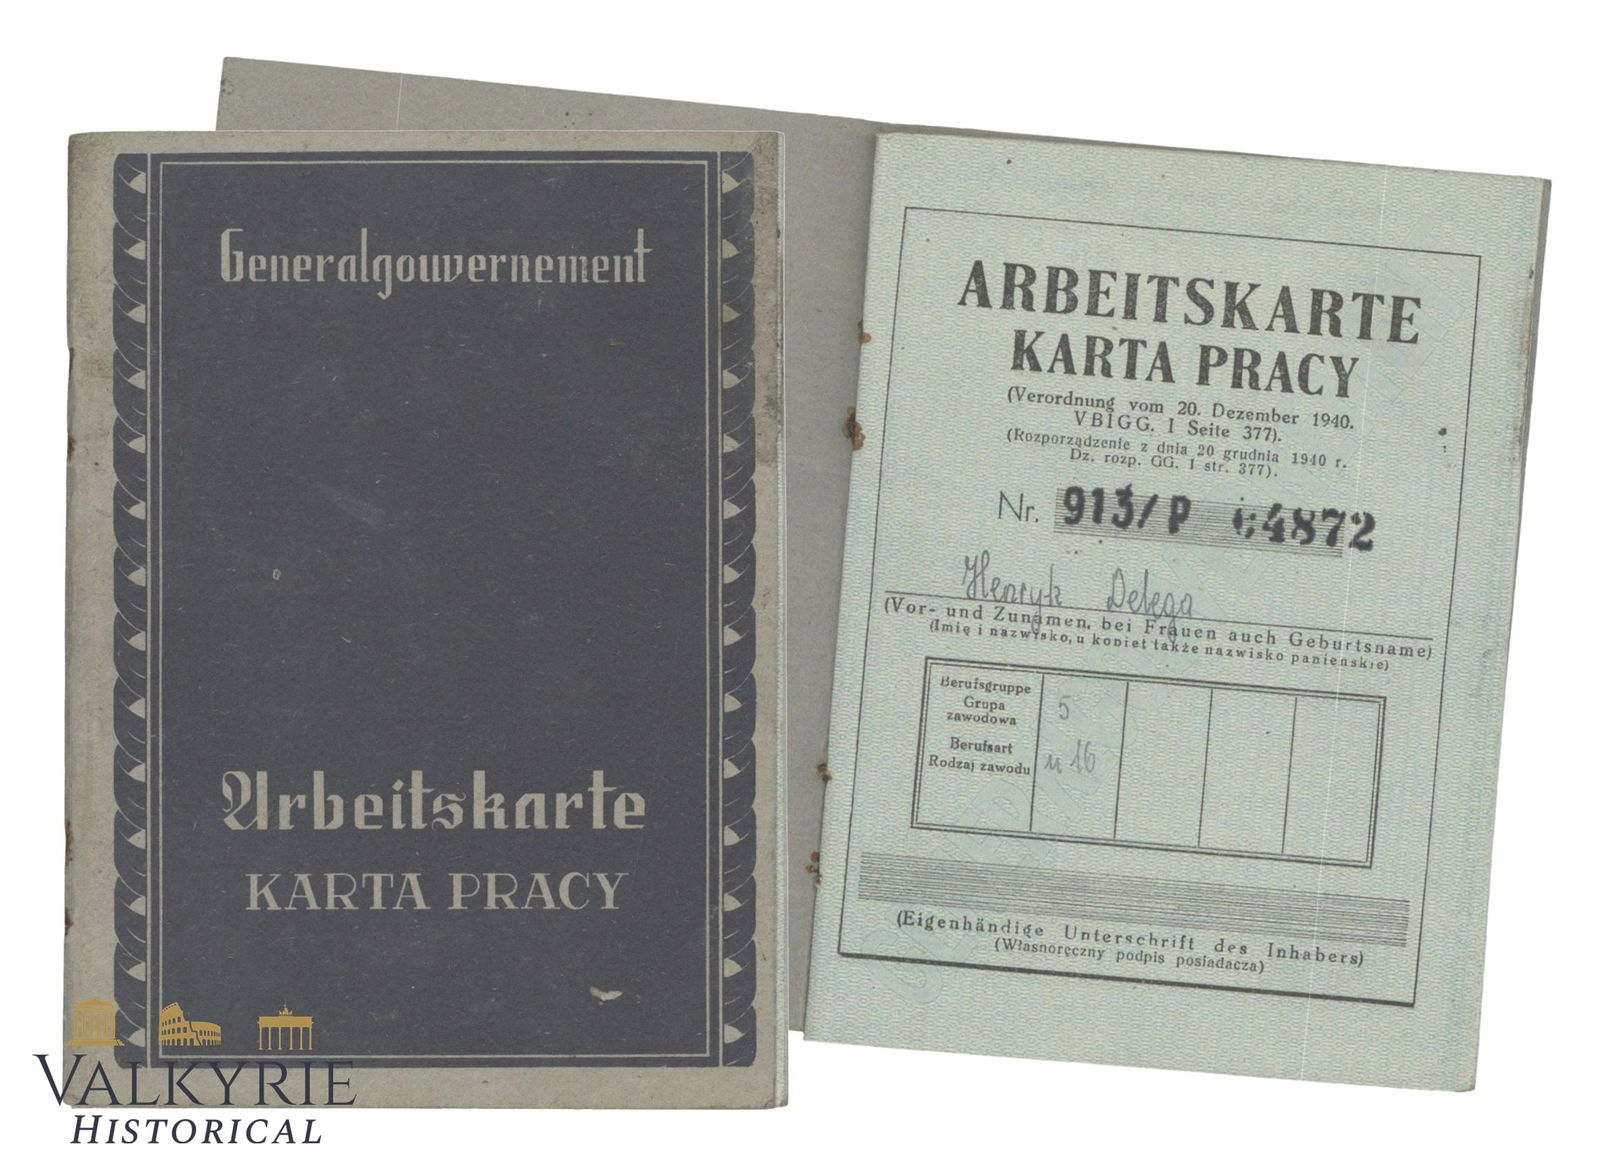 Generalgouvernement
Arbeitskarte
KARTA PRACY
VALKYRIE
HISTORICAL
ARBEITSKARTE
KARTA PRACY
(Verordnung vom 20. Dezember 1940.
VBIGG. I Seite 377).
(Rozporządzenie z dnia 20 grudnia 1940 r.
Dz. rozp. GG. I str. 377).
Nr. 913/P 4872
Henryk Delega
(Vor- und Zunamen, bei Frauen auch Geburtsname)
(Imię i nazwisko, u kobiet także nazwisko panieńskie)
Berufsgruppe
Grupa
zawodowa
5
Berufsart
Rodzaj zawodu
16
(Eigenhändige Unterschrift des Inhabers)
(Własnoręczny podpis posiadacza)